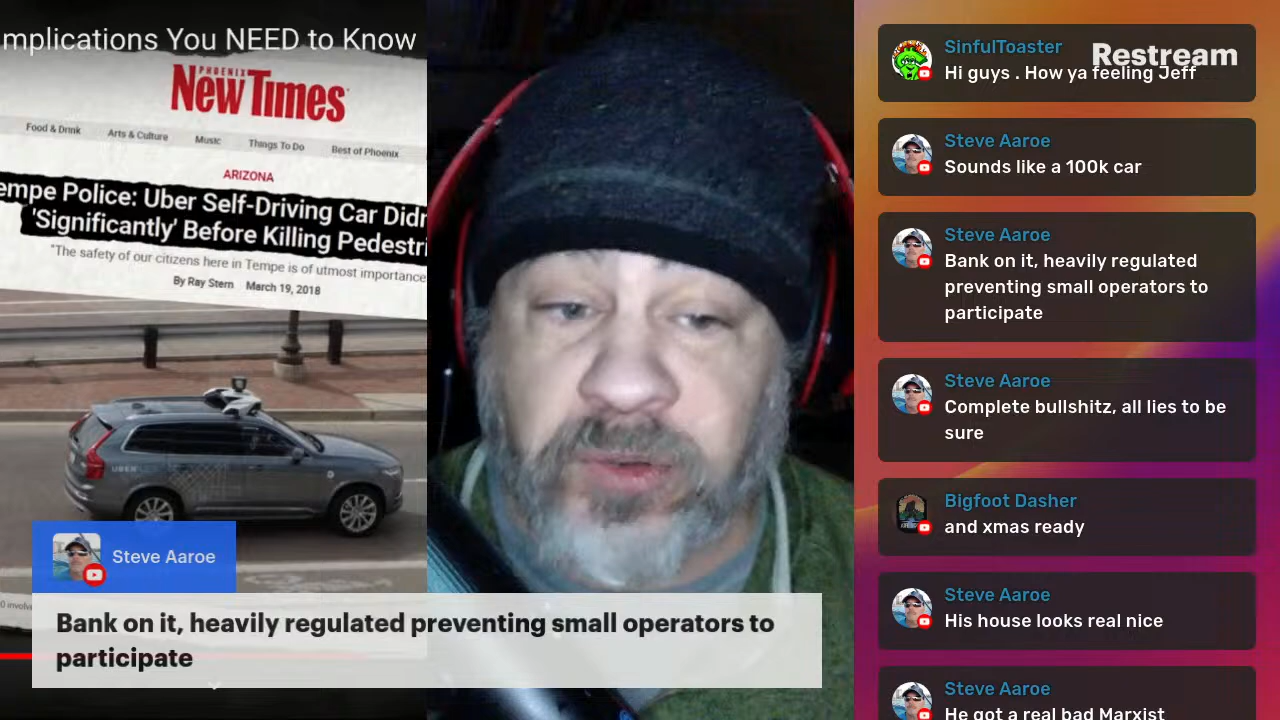 mplications You NEED to Know
PHOENIX
New Times
Food & Drink Arts & Culture Music Things To Do Best of Phoenix
ARIZONA
empe Police: Uber Self-Driving Car Didn
'Significantly' Before Killing Pedestri
"The safety of our citizens here in Tempe is of utmost importance
By Ray Stern March 19, 2018
UBER
Steve Aaroe
Bank on it, heavily regulated preventing small operators to
participate
Restream
SinfulToaster
Hi guys . How ya feeling Jeff
Steve Aaroe
Sounds like a 100k car
Steve Aaroe
Bank on it, heavily regulated
preventing small operators to
participate
Steve Aaroe
Complete bullshitz, all lies to be
sure
Bigfoot Dasher
and xmas ready
Steve Aaroe
His house looks real nice
Steve Aaroe
He got a real bad Marxist